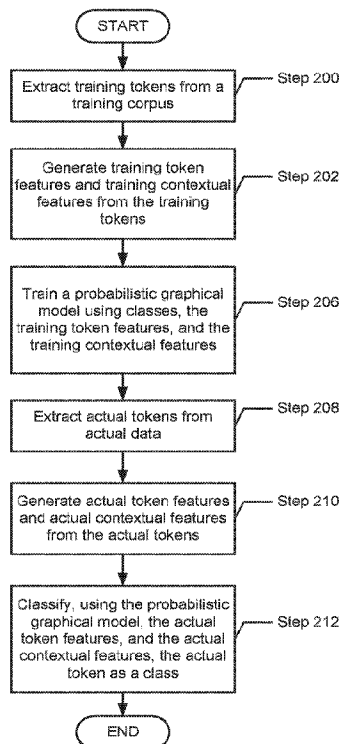 START
Extract training tokens from a
training corpus
Step 200
Generate training token
features and training contextual
features from the training
tokens
Step 202
Train a probabilistic graphical
model using classes, the
training token features, and the
training contextual features
Step 206
Extract actual tokens from
actual data
Step 208
Generate actual token features
and actual contextual features
from the actual tokens
Step 210
Classify, using the probabilistic
graphical model, the actual
token features, and the actual
contextual features, the actual
token as a class
Step 212
END